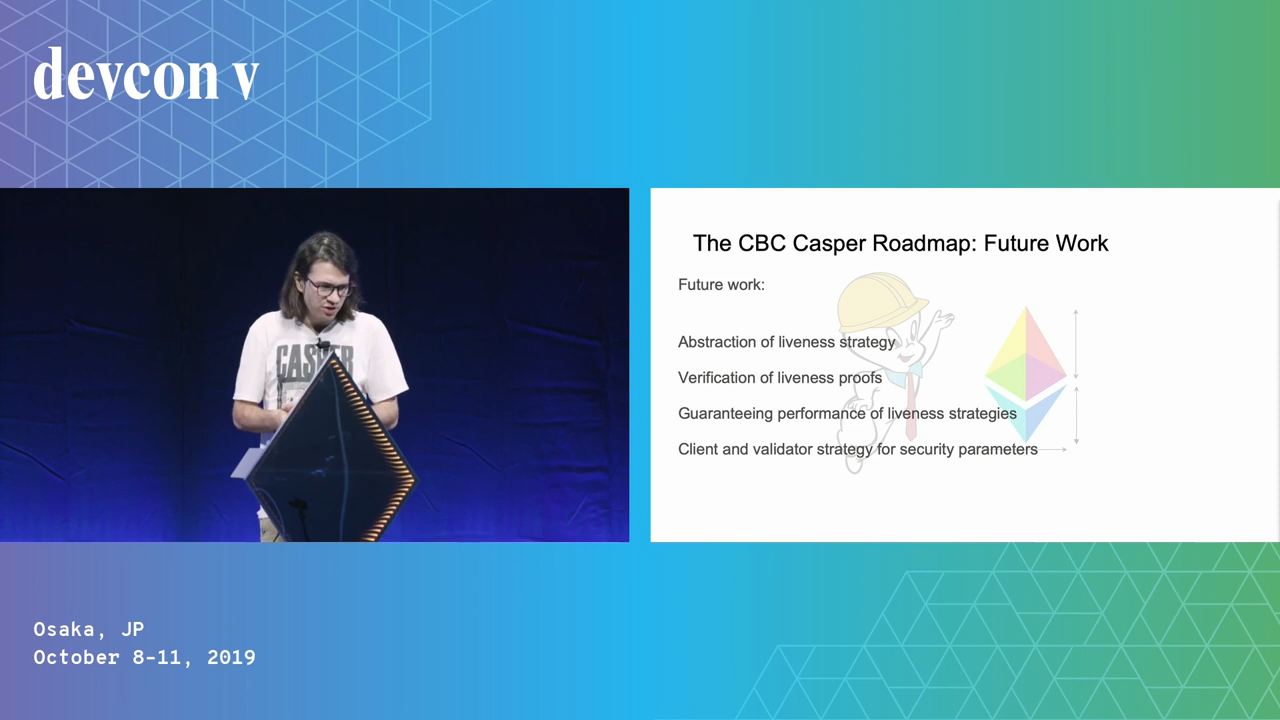 devcon v
CASPER
The CBC Casper Roadmap: Future Work
Future work:
Abstraction of liveness strategy
Verification of liveness proofs
Guaranteeing performance of liveness strategies
Client and validator strategy for security parameters
Osaka, JP
October 8-11, 2019